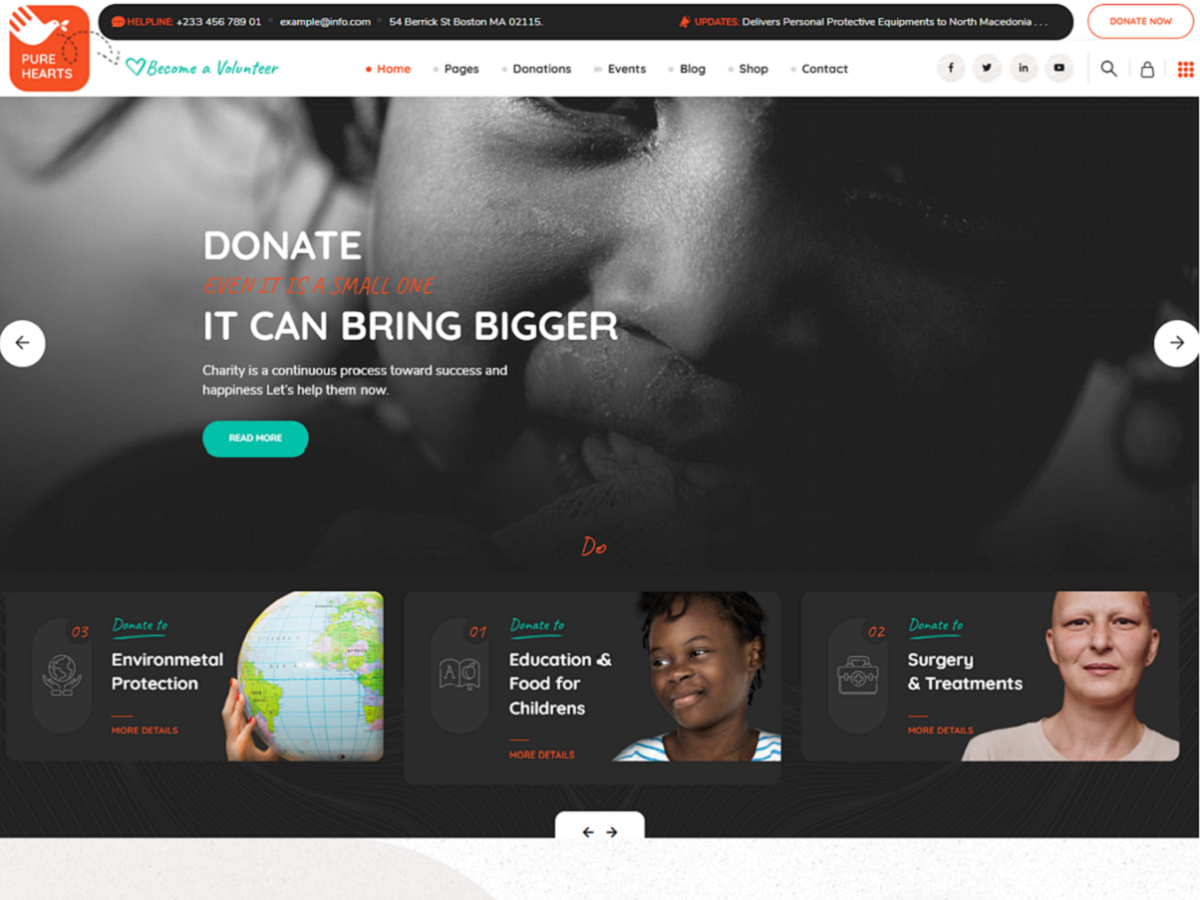 HELPLINE: +233 456 789 01 example@info.com 54 Berrick St Boston MA 02115. UPDATES: Delivers Personal Protective Equipments to North Macedonia . . . DONATE NOW
PURE
HEARTS
Become a Volunteer Home Pages Donations Events Blog Shop Contact
DONATE
EVEN IT IS A SMALL ONE
IT CAN BRING BIGGER
Charity is a continuous process toward success and
happiness Let's help them now.
READ MORE
Do
03
Donate to
Environmetal
Protection
MORE DETAILS
01
Donate to
Education &
Food for
Childrens
MORE DETAILS
02
Donate to
Surgery
& Treatments
MORE DETAILS